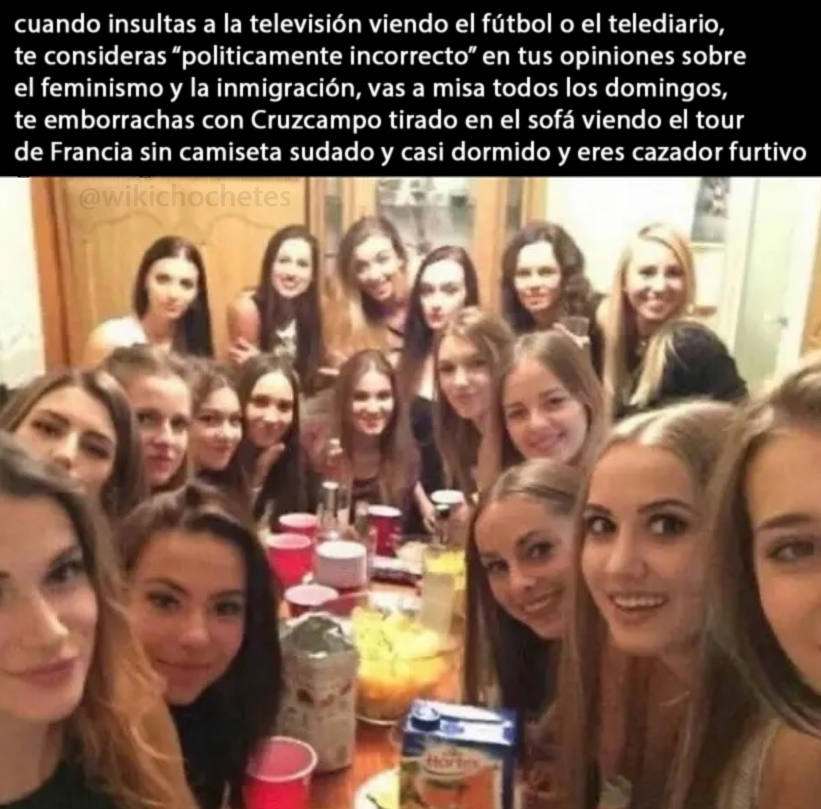 cuando insultas a la televisión viendo el fútbol o el telediario,
te consideras “politicamente incorrecto” en tus opiniones sobre
el feminismo y la inmigración, vas a misa todos los domingos,
te emborrachas con Cruzcampo tirado en el sofá viendo el tour
de Francia sin camiseta sudado y casi dormido y eres cazador furtivo
@wikichochetes
Hortex